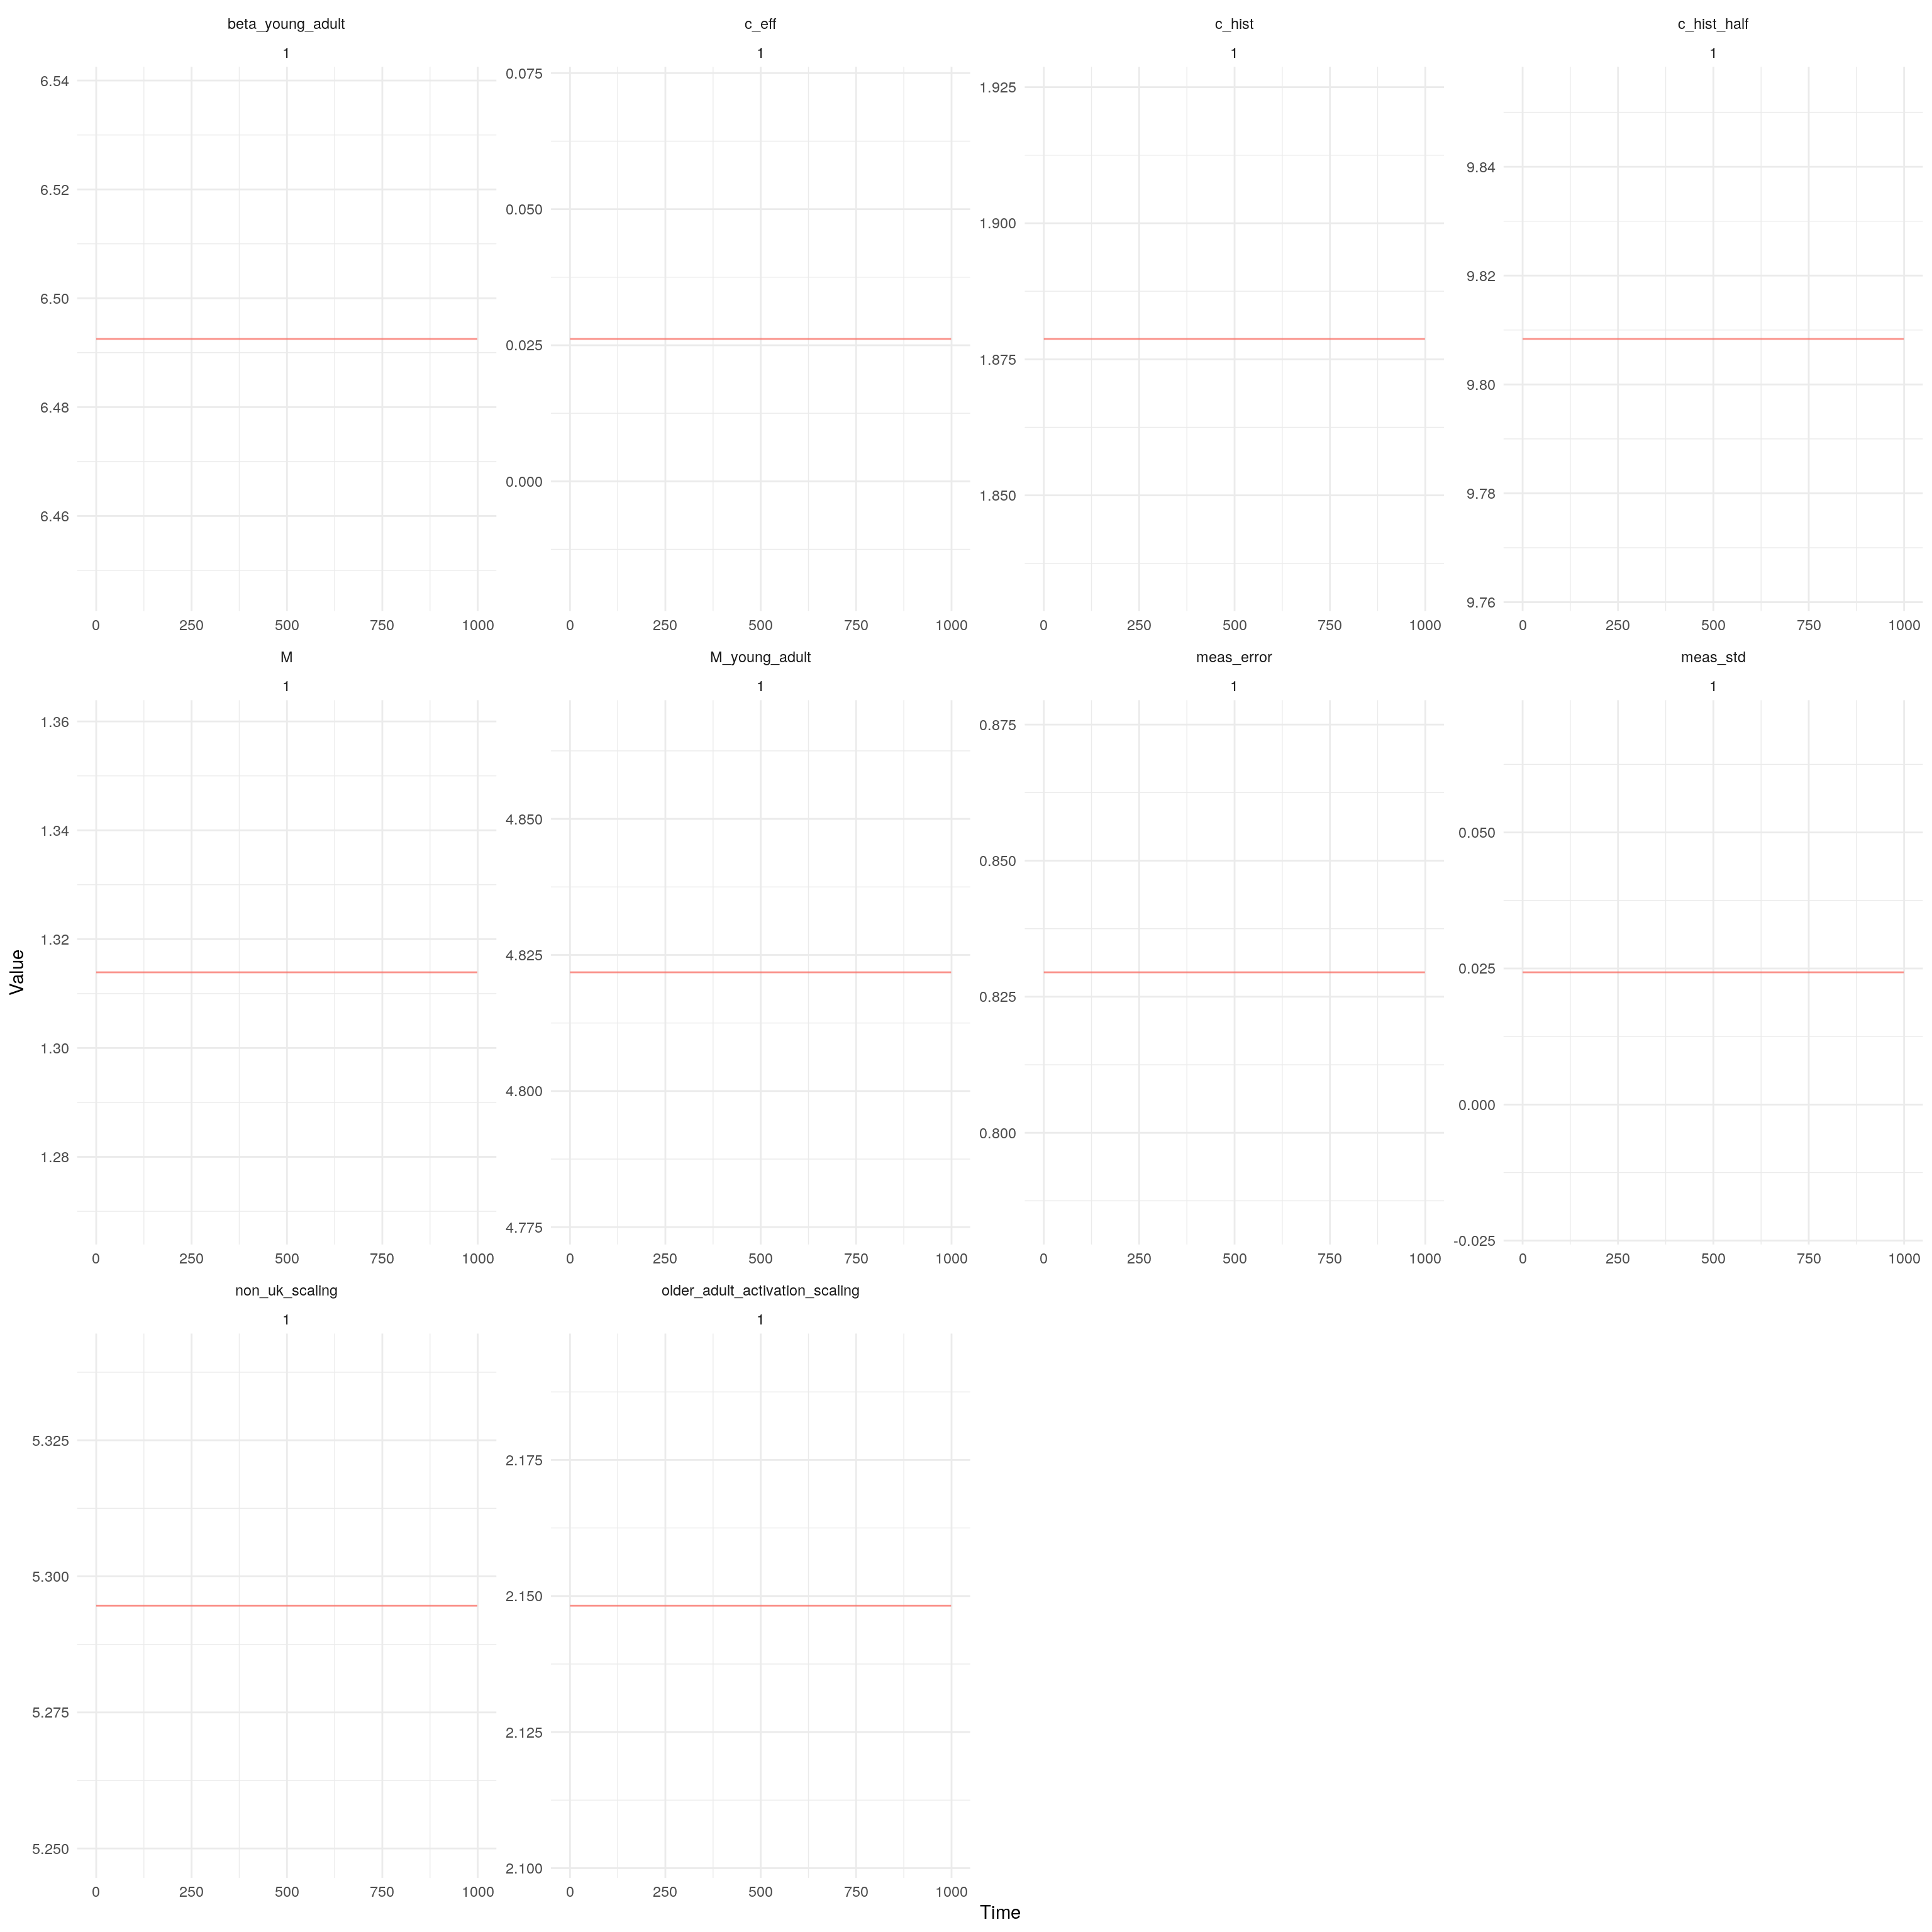 beta_young_adult
1
6.54
6.52
6.50
6.48
6.46
0 250 500 750 1000
c_eff
1
0.075
0.050
0.025
0.000
0 250 500 750 1000
c_hist
1
1.925
1.900
1.875
1.850
0 250 500 750 1000
c_hist_half
1
9.84
9.82
9.80
9.78
9.76
0 250 500 750 1000
M
1
1.36
1.34
1.32
1.30
1.28
0 250 500 750 1000
M_young_adult
1
4.850
4.825
4.800
4.775
0 250 500 750 1000
meas_error
1
0.875
0.850
0.825
0.800
0 250 500 750 1000
meas_std
1
0.050
0.025
0.000
-0.025
0 250 500 750 1000
non_uk_scaling
1
5.325
5.300
5.275
5.250
0 250 500 750 1000
older_adult_activation_scaling
1
2.175
2.150
2.125
2.100
0 250 500 750 1000
Value
Time